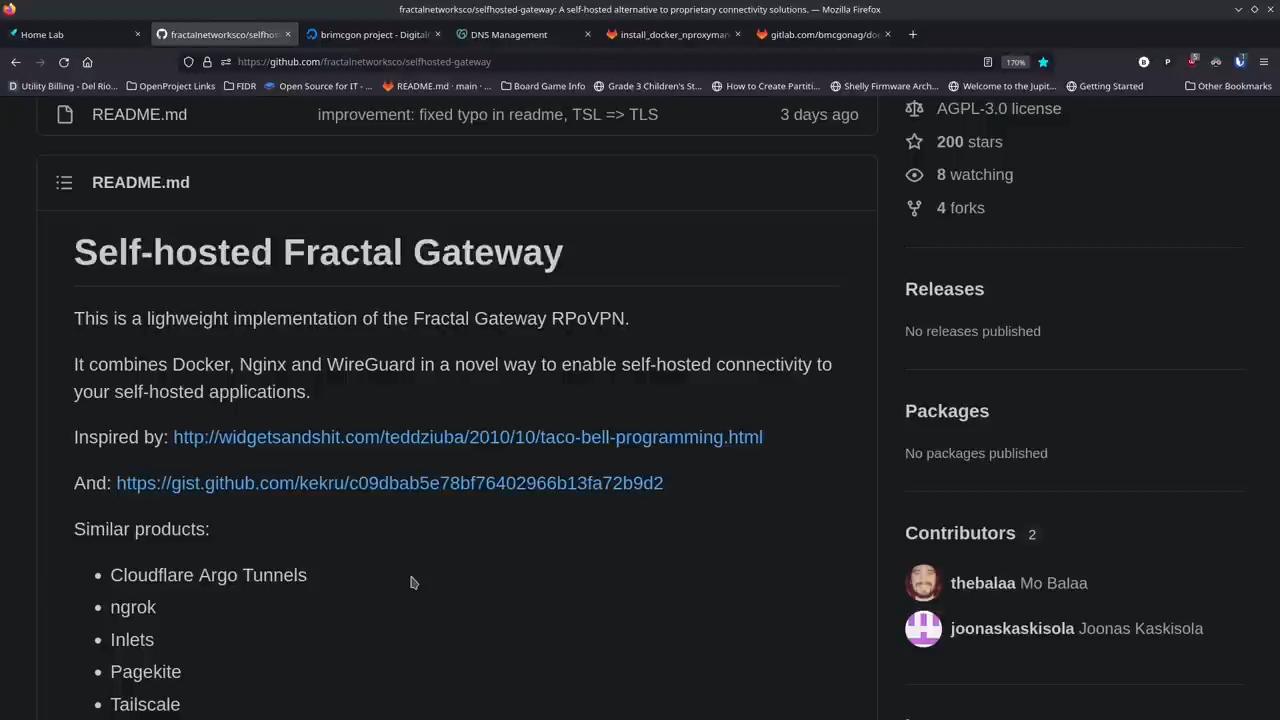 fractalnetworksco/selfhosted-gateway: A self-hosted alternative to proprietary connectivity solutions. — Mozilla Firefox
Home Lab
fractalnetworksco/selfhos
brimcgon project - Digital
DNS Management
install_docker_nproxyman
gitlab.com/bmcgonag/doc
https://github.com/fractalnetworksco/selfhosted-gateway
170%
Utility Billing - Del Rio...
OpenProject Links
FIDR
Open Source for IT - ...
README.md · main · ...
Board Game Info
Grade 3 Children's St...
How to Create Partiti...
Shelly Firmware Arch...
Welcome to the Jupit...
Getting Started
Other Bookmarks
README.md
improvement: fixed typo in readme, TSL => TLS
3 days ago
README.md
Self-hosted Fractal Gateway
This is a lighweight implementation of the Fractal Gateway RPoVPN.
It combines Docker, Nginx and WireGuard in a novel way to enable self-hosted connectivity to
your self-hosted applications.
Inspired by: http://widgetsandshit.com/teddziuba/2010/10/taco-bell-programming.html
And: https://gist.github.com/kekru/c09dbab5e78bf76402966b13fa72b9d2
Similar products:
• Cloudflare Argo Tunnels
• ngrok
• Inlets
• Pagekite
• Tailscale
AGPL-3.0 license
200 stars
8 watching
4 forks
Releases
No releases published
Packages
No packages published
Contributors 2
thebalaa Mo Balaa
joonaskaskisola Joonas Kaskisola